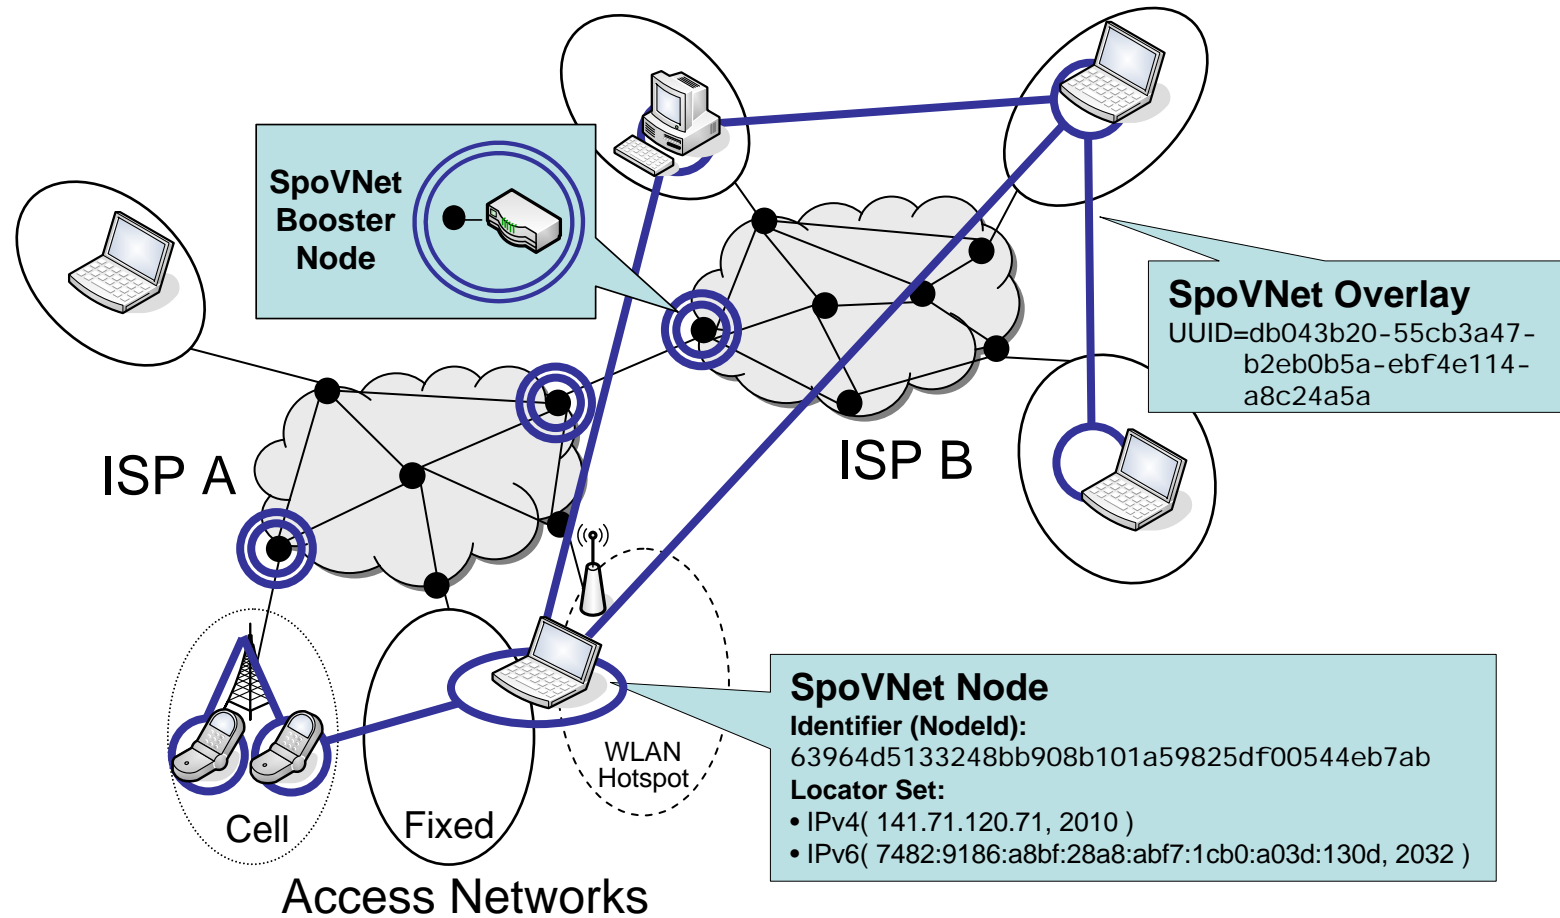 SpoVNet
Booster
Node
SpoVNet Overlay
UUID=db043b20-55cb3a47-
b2eb0b5a-ebf4e114-
a8c24a5a
ISP A
ISP B
SpoVNet Node
Identifier (NodeId):
63964d5133248bb908b101a59825df00544eb7ab
Locator Set:
• IPv4( 141.71.120.71, 2010 )
• IPv6( 7482:9186:a8bf:28a8:abf7:1cb0:a03d:130d, 2032 )
WLAN
Hotspot
Cell
Fixed
Access Networks